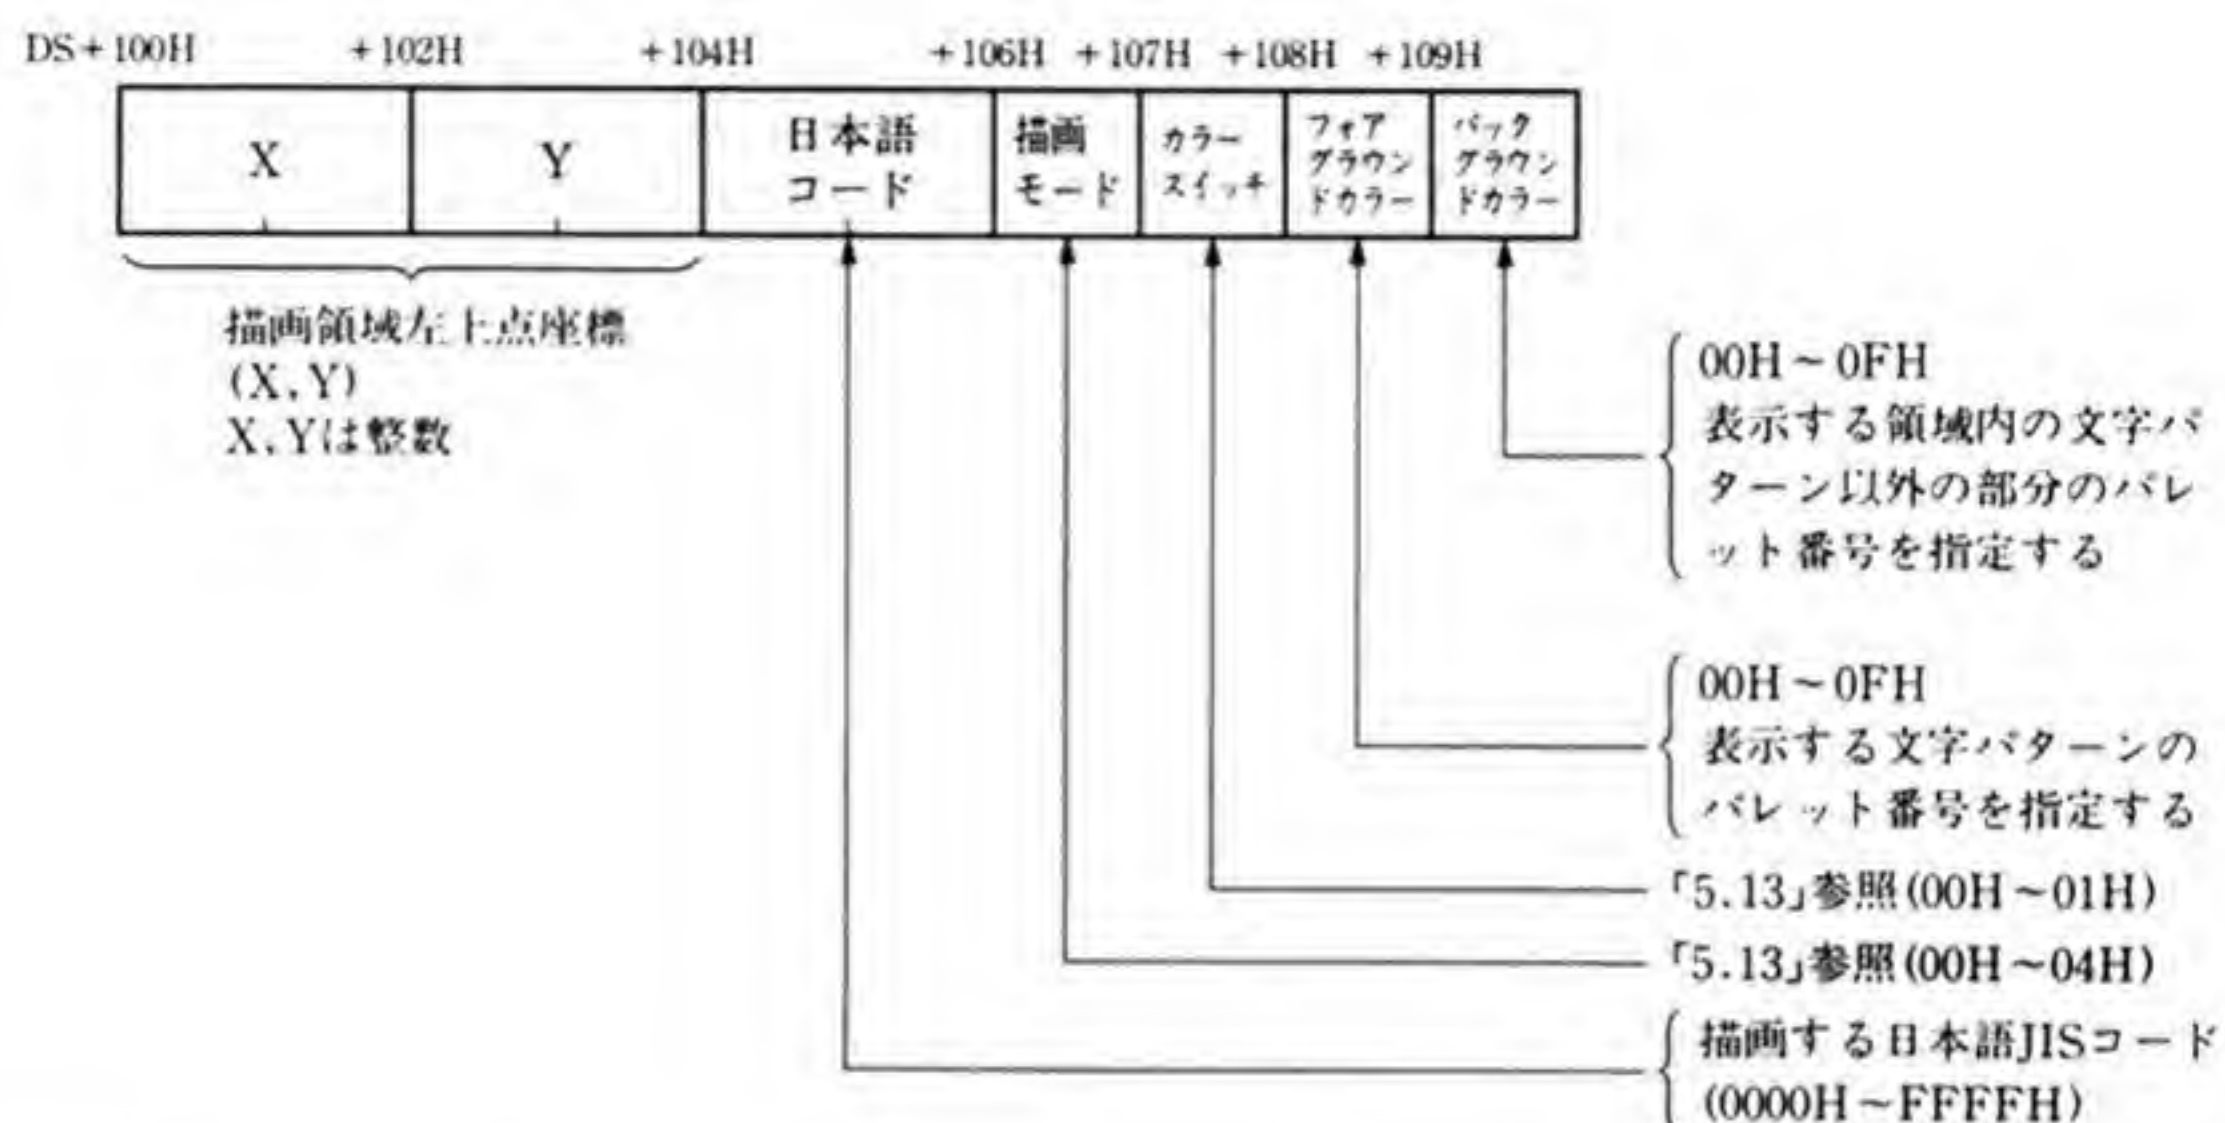 DS+100H +102H +104H +106H +107H +108H +109H
X
Y
日本語
コード
描画
モード
カラー
スイッチ
フォア
グラウン
ドカラー
バック
グラウン
ドカラー
描画領域左上点座標
(X,Y)
X,Yは整数
00H～0FH
表示する領域内の文字パ
ターン以外の部分のパレ
ット番号を指定する
00H～0FH
表示する文字パターンの
パレット番号を指定する
「5.13」参照(00H～01H)
「5.13」参照(00H～04H)
描画する日本語JISコード
(0000H～FFFFH)